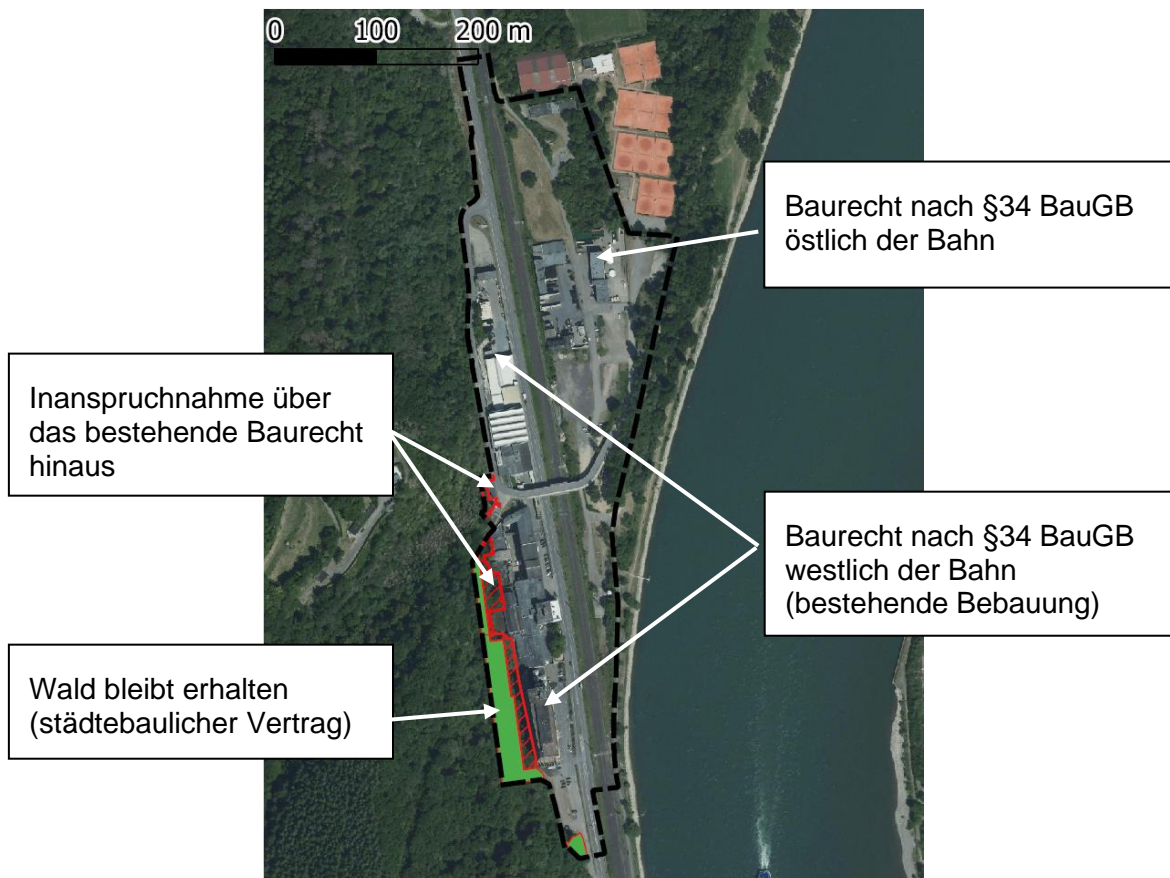 0 100 200 m
Baurecht nach §34 BauGB
östlich der Bahn
Inanspruchnahme über
das bestehende Baurecht
hinaus
Baurecht nach §34 BauGB
westlich der Bahn
(bestehende Bebauung)
Wald bleibt erhalten
(städtebaulicher Vertrag)